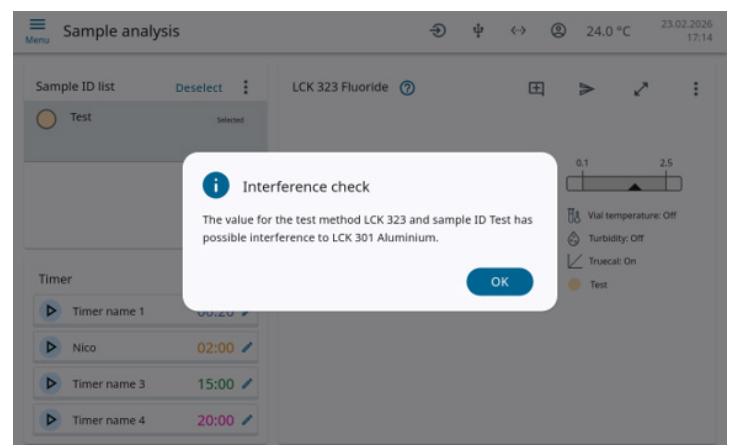 Menu
Sample analysis
24.0 °C
23.02.2026
17:14
Sample ID list
Deselect
Test
Selected
LCK 323 Fluoride
0.1
2.5
Vial temperature: Off
Turbidity: Off
Truecal: On
Test
Interference check
The value for the test method LCK 323 and sample ID Test has
possible interference to LCK 301 Aluminium.
OK
Timer
Timer name 1
Nico
02:00
Timer name 3
15:00
Timer name 4
20:00